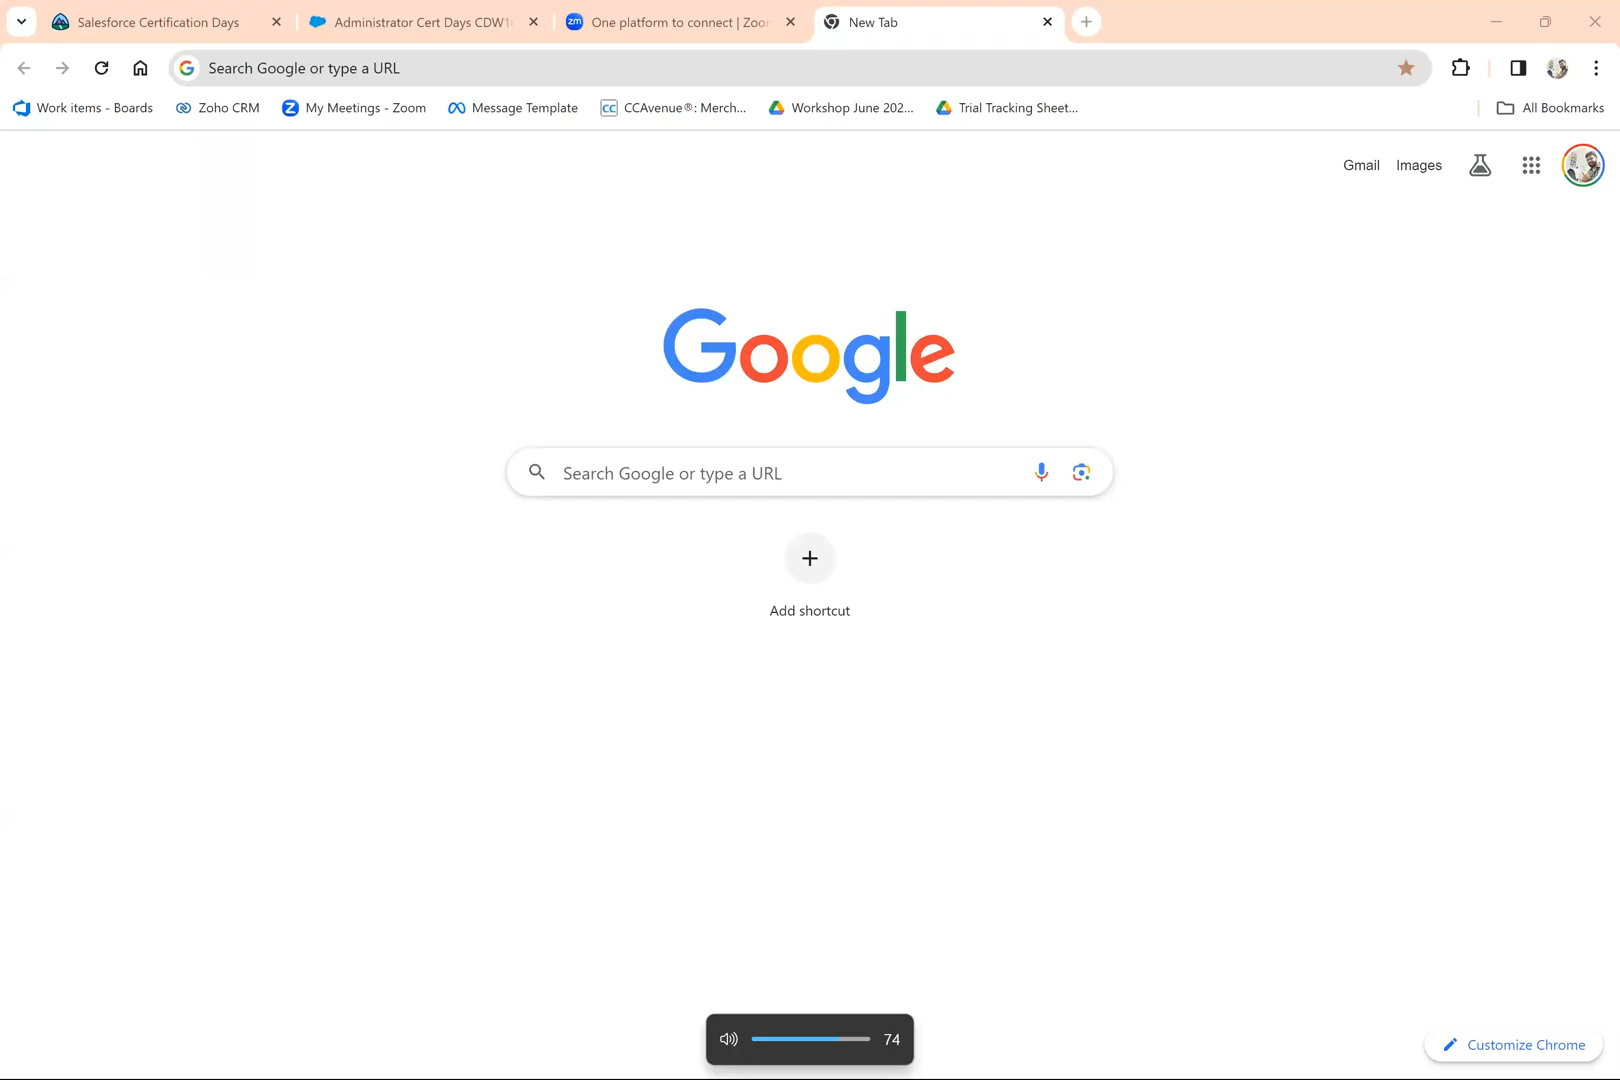 Salesforce Certification Days
Administrator Cert Days CDW1
One platform to connect | Zoom
New Tab
Search Google or type a URL
Work items - Boards
Zoho CRM
My Meetings - Zoom
Message Template
CCAvenue®: Merch...
Workshop June 202...
Trial Tracking Sheet...
All Bookmarks
Gmail
Images
Google
Search Google or type a URL
Add shortcut
74
Customize Chrome